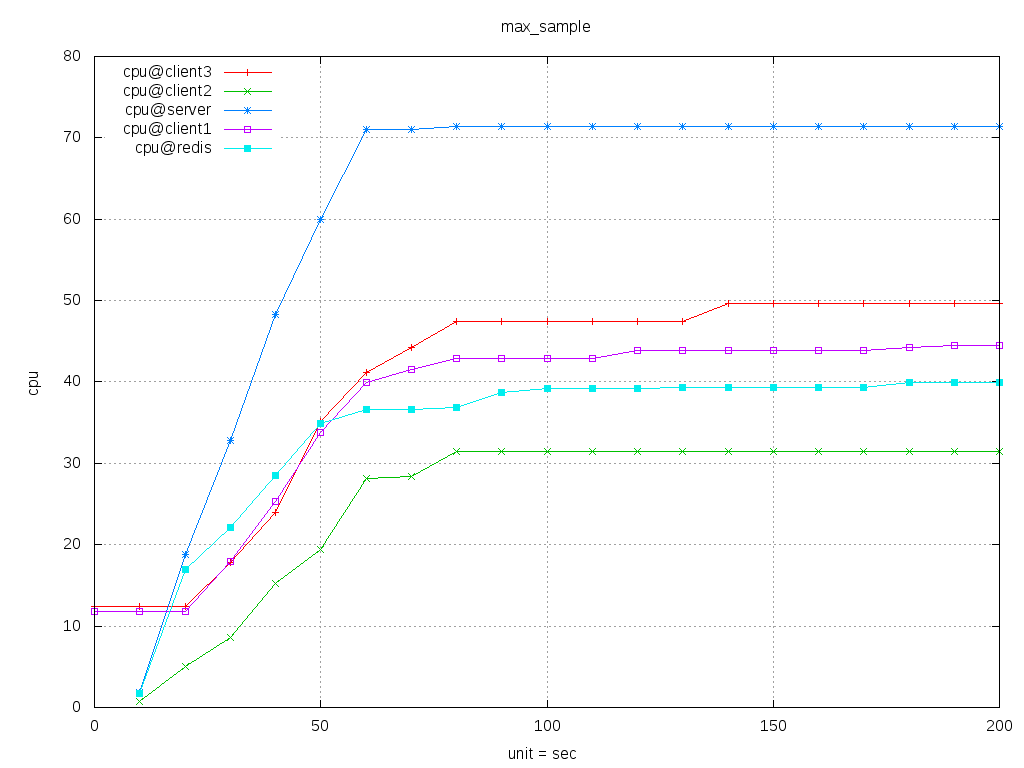 max_sample
80
70
60
50
40
30
20
10
0
cpu
cpu@client3
cpu@client2
cpu@server
cpu@client1
cpu@redis
0 50 100 150 200
unit = sec